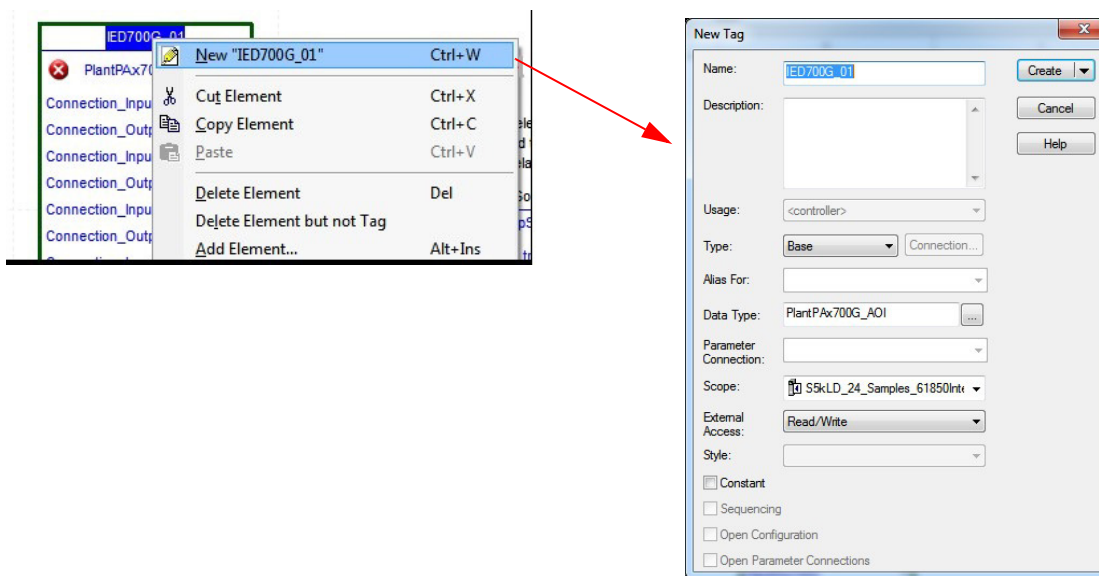 IED700G_01
New "IED700G_01" Ctrl+W
PlantPAx70
Connection_Inpu
Cut Element Ctrl+X
Connection_Outp
Copy Element Ctrl+C
Connection_Inpu
Paste Ctrl+V
Connection_Outp
Delete Element Del
Connection_Inpu
Delete Element but not Tag
Connection_Outp
Add Element... Alt+Ins
New Tag
Name: IED700G_01
Create
Description:
Cancel
Help
Usage: <controller>
Type: Base Connection...
Alias For:
Data Type: PlantPAx700G_AOI ...
Parameter
Connection:
Scope: S5kLD_24_Samples_61850Inte
External
Access: Read/Write
Style:
Constant
Sequencing
Open Configuration
Open Parameter Connections